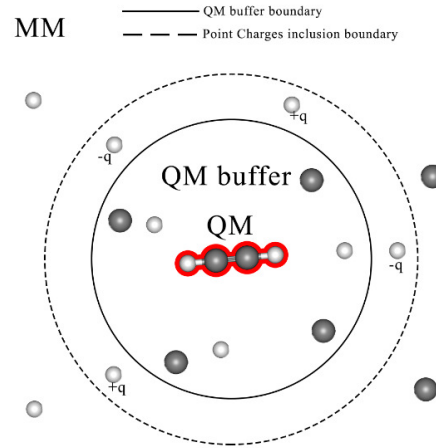 MM
QM buffer boundary
Point Charges inclusion boundary
+q
-q
QM buffer
QM
-q
+q